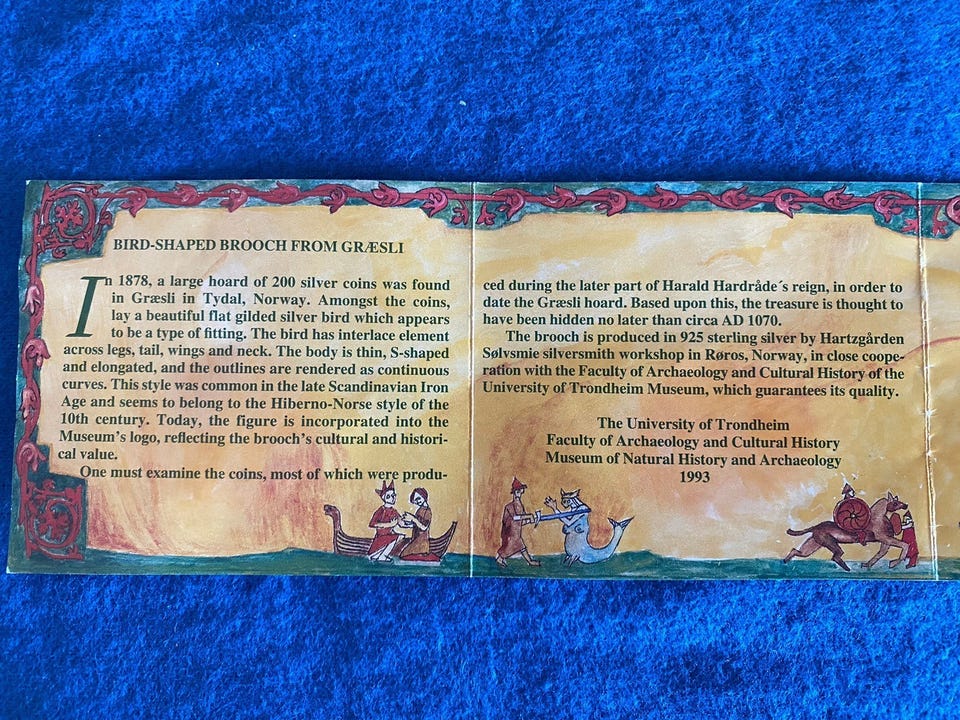 BIRD-SHAPED BROOCH FROM GRÆSLI
In 1878, a large hoard of 200 silver coins was found
in Græsli in Tydal, Norway. Amongst the coins,
lay a beautiful flat gilded silver bird which appears
to be a type of fitting. The bird has interlace element
across legs, tail, wings and neck. The body is thin, S-shaped
and elongated, and the outlines are rendered as continuous
curves. This style was common in the late Scandinavian Iron
Age and seems to belong to the Hiberno-Norse style of the
10th century. Today, the figure is incorporated into the
Museum's logo, reflecting the brooch's cultural and histori-
cal value.
One must examine the coins, most of which were produ-
ced during the later part of Harald Hardråde´s reign, in order to
date the Græsli hoard. Based upon this, the treasure is thought to
have been hidden no later than circa AD 1070.
The brooch is produced in 925 sterling silver by Hartzgården
Sølvsmie silversmith workshop in Røros, Norway, in close coope-
ration with the Faculty of Archaeology and Cultural History of the
University of Trondheim Museum, which guarantees its quality.
The University of Trondheim
Faculty of Archaeology and Cultural History
Museum of Natural History and Archaeology
1993